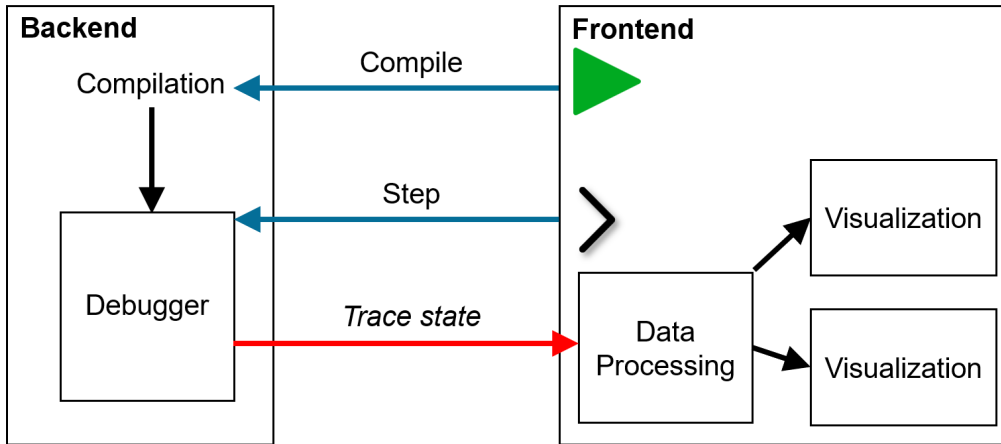 Backend
Compilation
Debugger
Compile
Step
Trace state
Frontend
Data
Processing
Visualization
Visualization